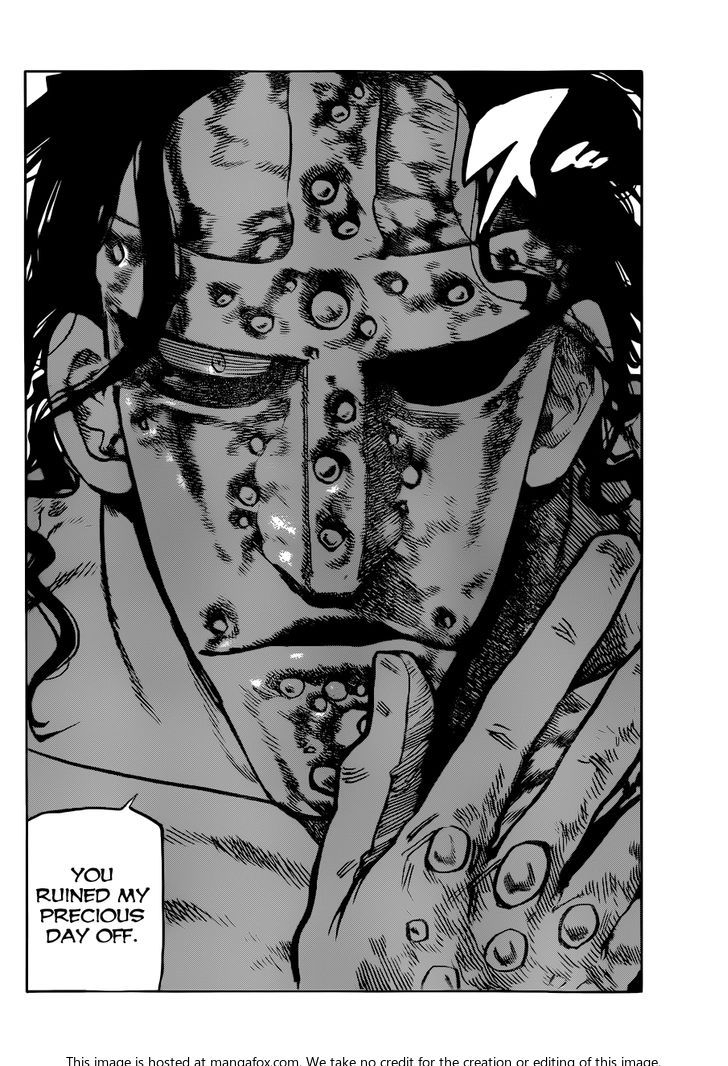 ス...
YOU
RUINED MY
PRECIOUS
DAY OFF.
This image is hosted at mangafox.com. We take no credit for the creation or editing of this image.